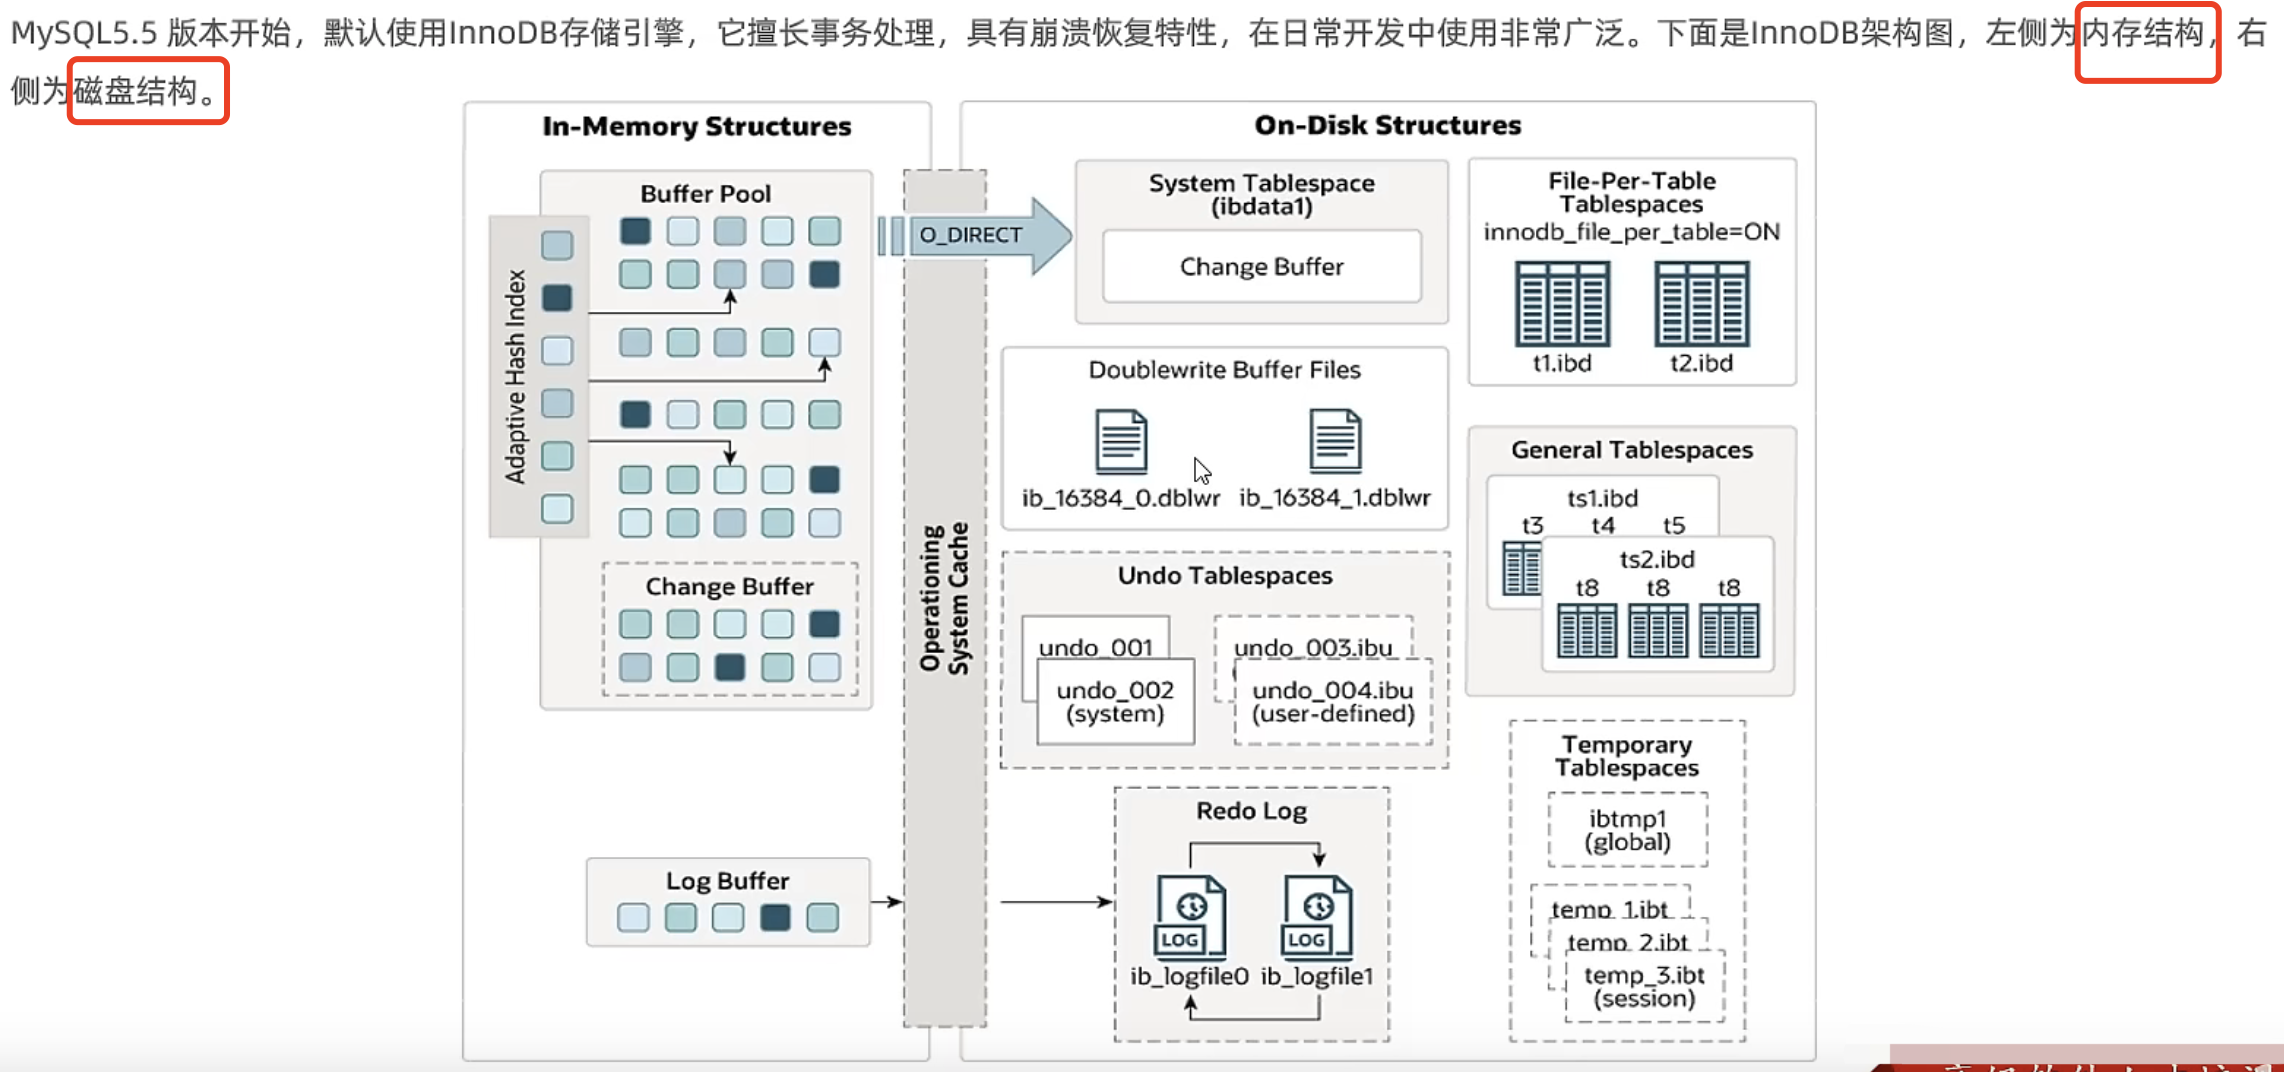 MySQL5.5 版本开始，默认使用InnoDB存储引擎，它擅长事务处理，具有崩溃恢复特性，在日常开发中使用非常广泛。下面是InnoDB架构图，左侧为内存结构，右
侧为磁盘结构。
In-Memory Structures
Buffer Pool
Adaptive Hash Index
Change Buffer
Log Buffer
Operationing
System Cache
O_DIRECT
On-Disk Structures
System Tablespace
(ibdata1)
Change Buffer
Doublewrite Buffer Files
ib_16384_0.dblwr ib_16384_1.dblwr
Undo Tablespaces
undo_001
undo_002
(system)
undo_003.ibu
undo_004.ibu
(user-defined)
Redo Log
LOG LOG
ib_logfile0 ib_logfile1
File-Per-Table
Tablespaces
innodb_file_per_table=ON
t1.ibd t2.ibd
General Tablespaces
ts1.ibd
t3 t4 t5
ts2.ibd
t8 t8 t8
Temporary
Tablespaces
ibtmp1
(global)
temp_1.ibt
temp_2.ibt
temp_3.ibt
(session)